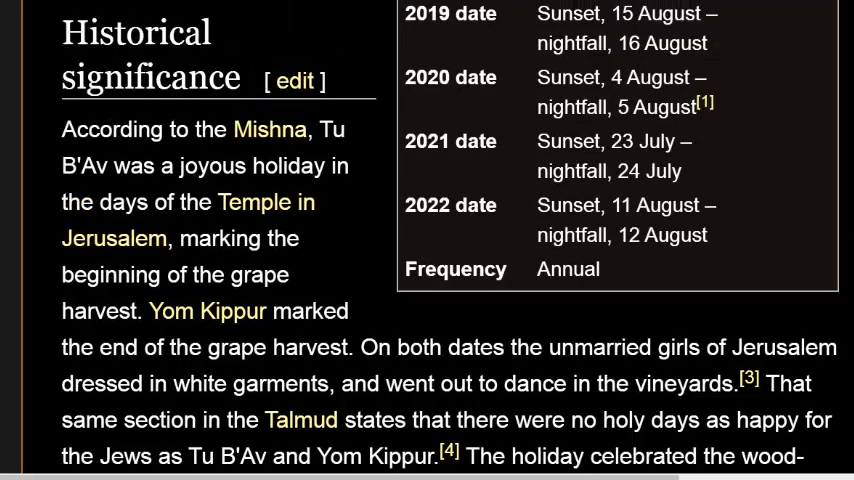 Historical
significance [ edit ]
According to the Mishna, Tu
B'Av was a joyous holiday in
the days of the Temple in
Jerusalem, marking the
beginning of the grape
harvest. Yom Kippur marked
the end of the grape harvest. On both dates the unmarried girls of Jerusalem
dressed in white garments, and went out to dance in the vineyards.[3] That
same section in the Talmud states that there were no holy days as happy for
the Jews as Tu B'Av and Yom Kippur.[4] The holiday celebrated the wood-
2019 date Sunset, 15 August –
nightfall, 16 August
2020 date Sunset, 4 August –
nightfall, 5 August[1]
2021 date Sunset, 23 July –
nightfall, 24 July
2022 date Sunset, 11 August –
nightfall, 12 August
Frequency Annual